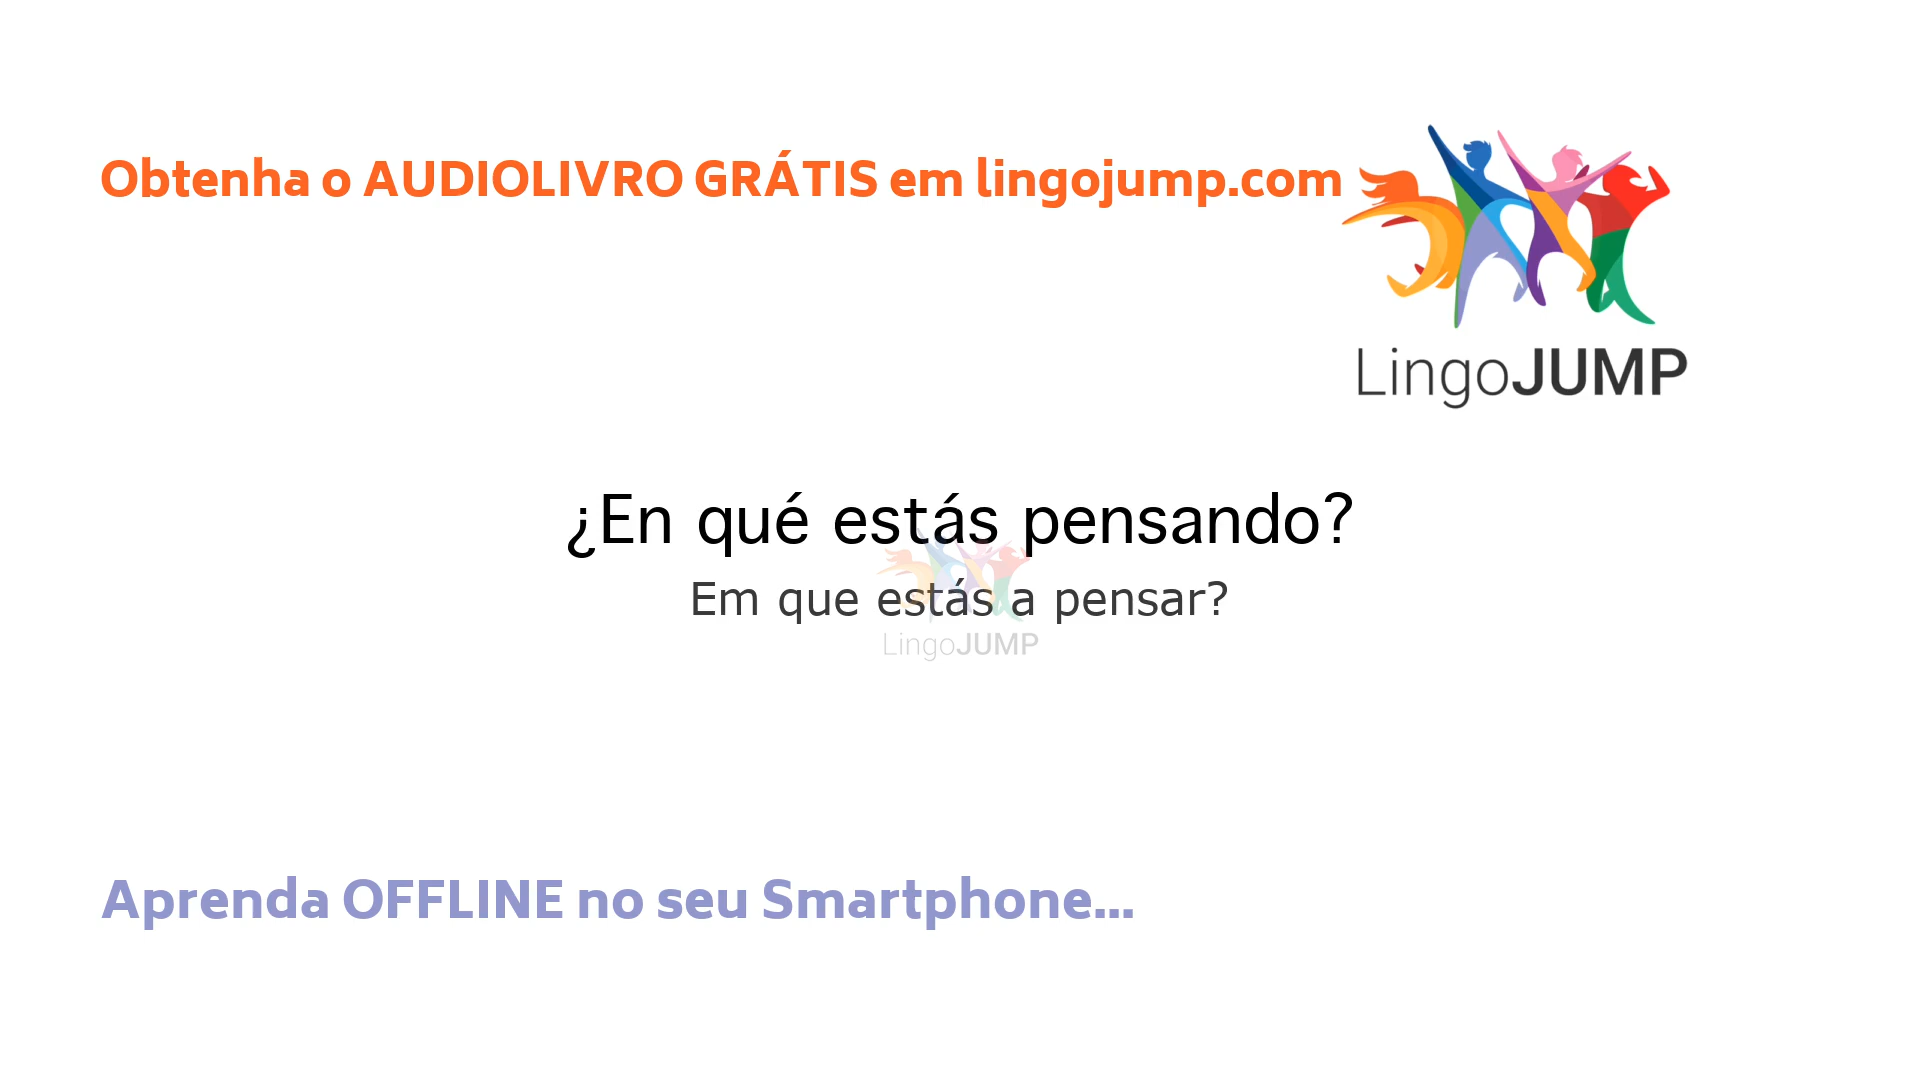 Obtenha o AUDIOLIVRO GRÁTIS em lingojump.com
LingoJUMP
¿En qué estás pensando?
Em que estás a pensar?
LingoJUMP
Aprenda OFFLINE no seu Smartphone...